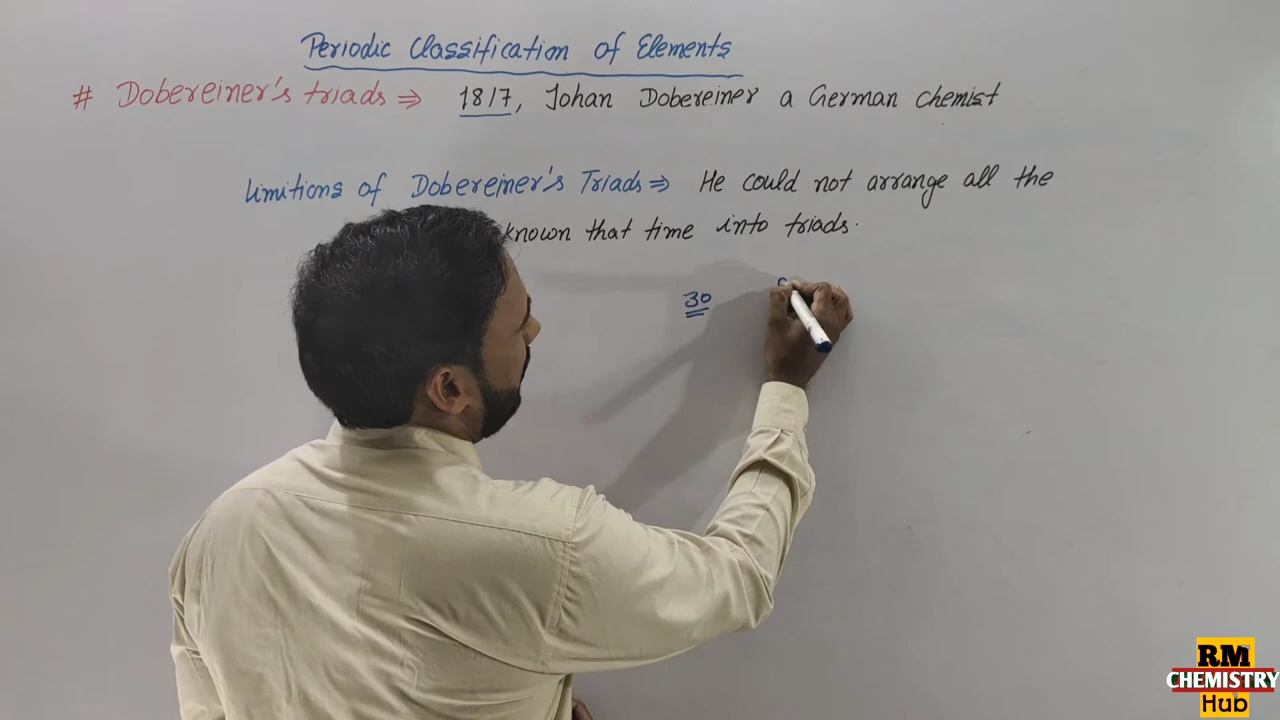 Periodic Classification of Elements
# Dobereiner's triads ⇒ 1817, Johan Dobereiner a German chemist
Limitions of Dobereiner's Triads ⇒ He could not arrange all the
known that time into triads.
30
RM
CHEMISTRY
Hub